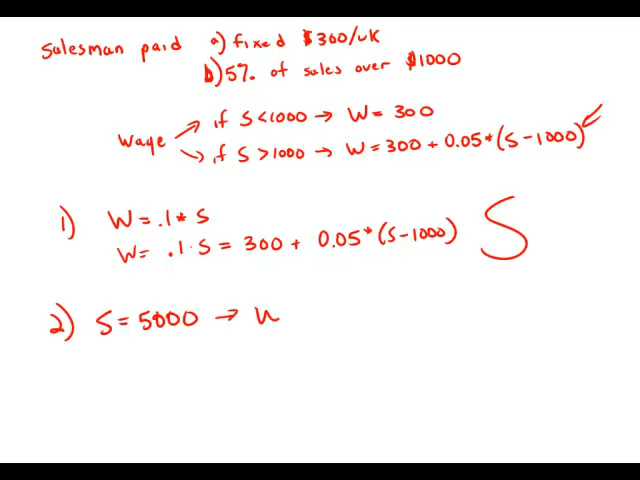 Salesman paid a) fixed $300/wk
b) 5% of sales over $1000
Wage if S < 1000 → W = 300
if S > 1000 → W = 300 + 0.05*(S - 1000)
1) W = .1 * S
W = .1 · S = 300 + 0.05*(S-1000) S
2) S = 5000 → W